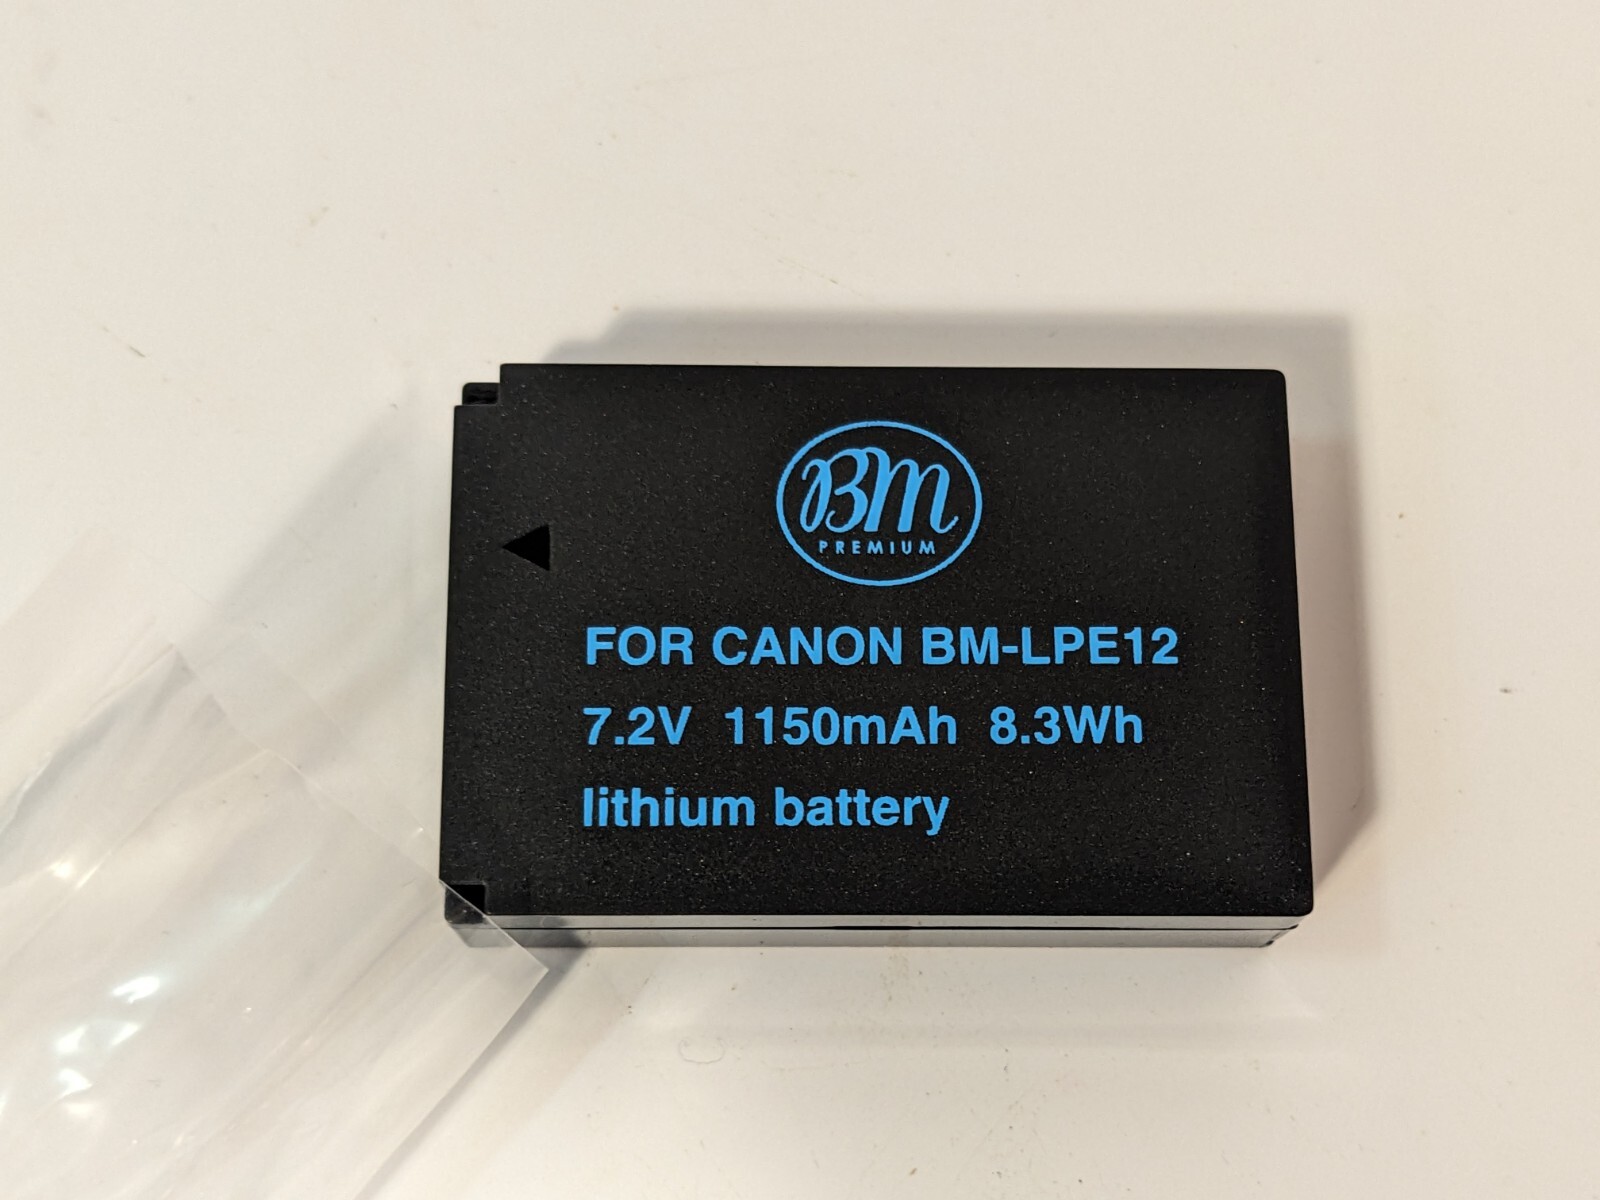 BM
PREMIUM
FOR CANON BM-LPE12
7.2V 1150mAh 8.3Wh
lithium battery